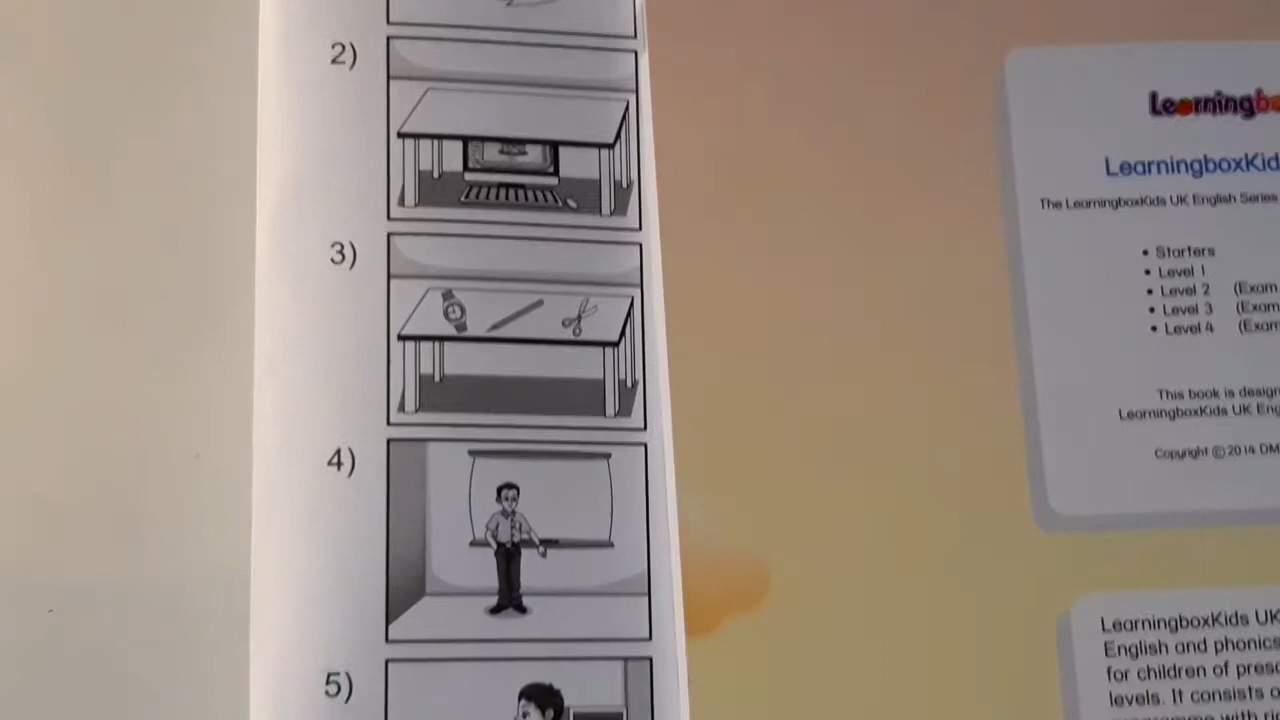 2)
3)
4)
5)
LearningboxKid
The LearningboxKids UK English Series
• Starters
• Level 1
• Level 2 (Exam
• Level 3 (Exam
• Level 4 (Exam
This book is design
LearningboxKids UK Eng
Copyright © 2014 DM
LearningboxKids UK
English and phonics
for children of preso
levels. It consists o